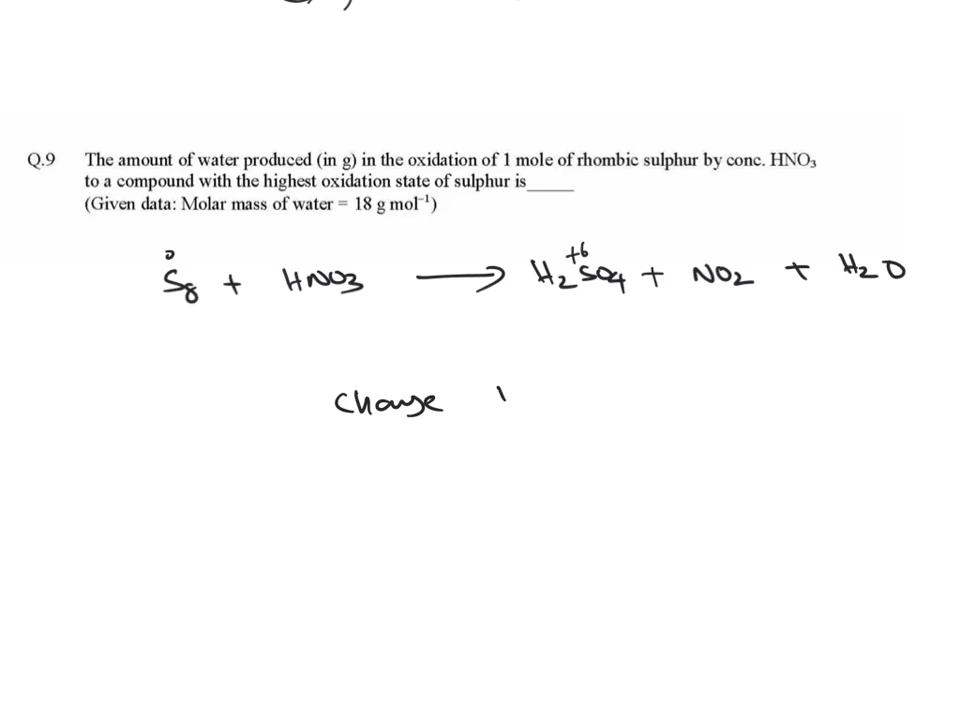 Q.9 The amount of water produced (in g) in the oxidation of 1 mole of rhombic sulphur by conc. HNO₃
to a compound with the highest oxidation state of sulphur is_____
(Given data: Molar mass of water = 18 g mol⁻¹)
0 +6
S₈ + HNO₃ ⟶ H₂SO₄ + NO₂ + H₂O
change